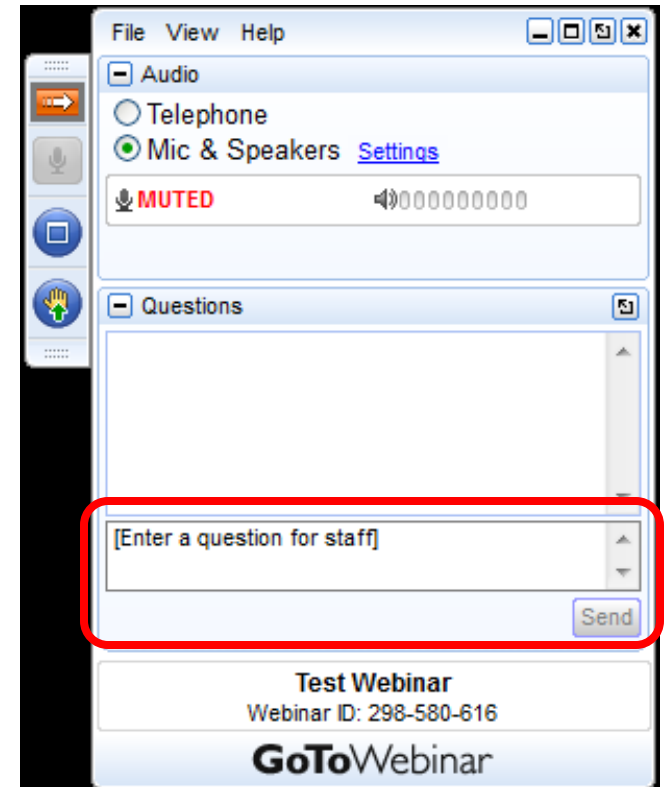 File View Help
Audio
Telephone
Mic & Speakers Settings
MUTED
Questions
[Enter a question for staff]
Send
Test Webinar
Webinar ID: 298-580-616
GoToWebinar